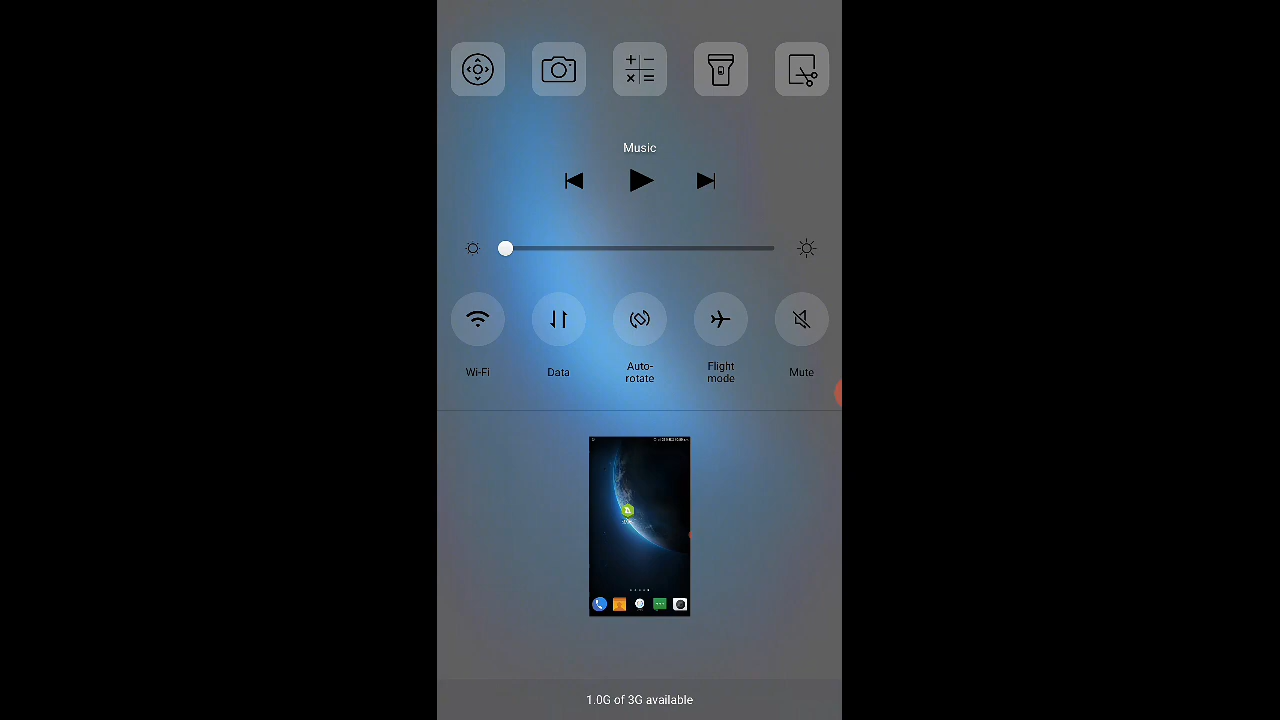 Music
Wi-Fi
Data
Auto-
rotate
Flight
mode
Mute
1.0G of 3G available